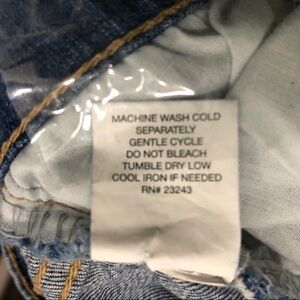 MACHINE WASH COLD
SEPARATELY
GENTLE CYCLE
DO NOT BLEACH
TUMBLE DRY LOW
COOL IRON IF NEEDED
RN# 23243